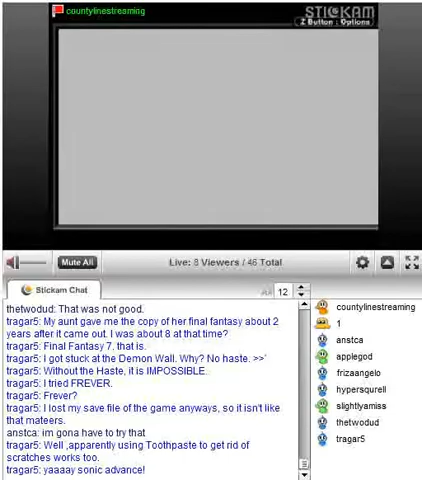 countylinestreaming
STICKAM
Z Button : Options
Mute All
Live: 8 Viewers / 46 Total
Stickam Chat
AA 12
thetwodud: That was not good.
tragar5: My aunt gave me the copy of her final fantasy about 2
years after it came out. I was about 8 at that time?
tragar5: Final Fantasy 7, that is.
tragar5: I got stuck at the Demon Wall. Why? No haste. >>'
tragar5: Without the Haste, it is IMPOSSIBLE.
tragar5: I tried FREVER.
tragar5: Frever?
tragar5: I lost my save file of the game anyways, so it isn't like
that mateers.
anstca: im gona have to try that
tragar5: Well ,apparently using Toothpaste to get rid of
scratches works too.
tragar5: yaaaay sonic advance!
countylinestreaming
1
anstca
applegod
frizaangelo
hypersqurell
slightlyamiss
thetwodud
tragar5